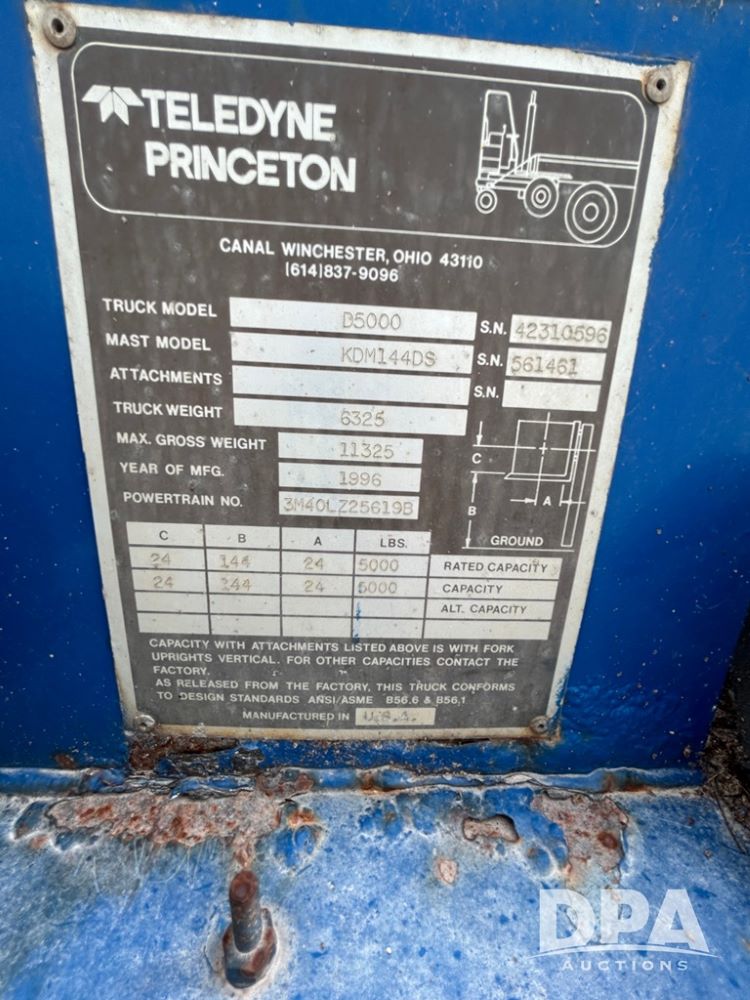 TELEDYNE
PRINCETON
CANAL WINCHESTER, OHIO 43110
(614)837-9096
TRUCK MODEL D5000 S.N. 42310596
MAST MODEL KDM144DS S.N. 561461
ATTACHMENTS S.N.
TRUCK WEIGHT 6325
MAX. GROSS WEIGHT 11325
YEAR OF MFG. 1996
POWERTRAIN NO. 3M40LZ25619B
C
B
A
GROUND
C B A LBS.
24 144 24 5000 RATED CAPACITY
24 144 24 5000 CAPACITY
ALT. CAPACITY
CAPACITY WITH ATTACHMENTS LISTED ABOVE IS WITH FORK
UPRIGHTS VERTICAL. FOR OTHER CAPACITIES CONTACT THE
FACTORY.
AS RELEASED FROM THE FACTORY, THIS TRUCK CONFORMS
TO DESIGN STANDARDS ANSI/ASME B56.6 & B56.1
MANUFACTURED IN U.S.A.
DPA
AUCTIONS